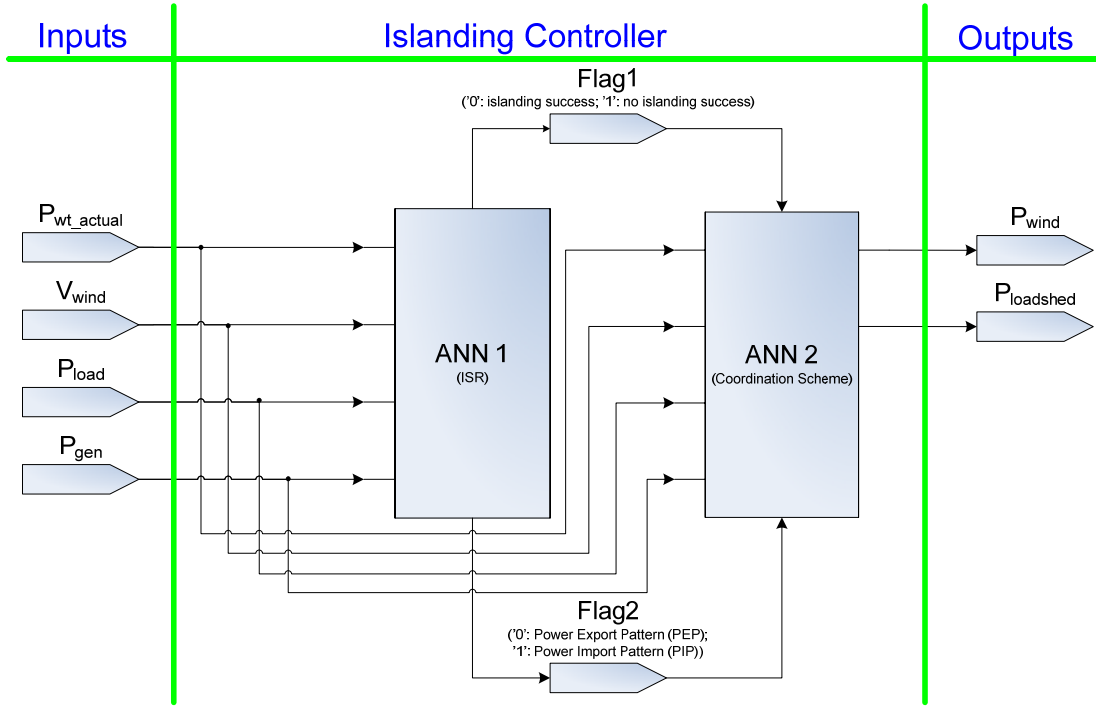 Inputs
Islanding Controller
Outputs
Flag1
('0': islanding success; '1': no islanding success)
Pwt_actual
Vwind
Pload
Pgen
ANN 1
(ISR)
ANN 2
(Coordination Scheme)
Pwind
Ploadshed
Flag2
('0': Power Export Pattern (PEP);
'1': Power Import Pattern (PIP))